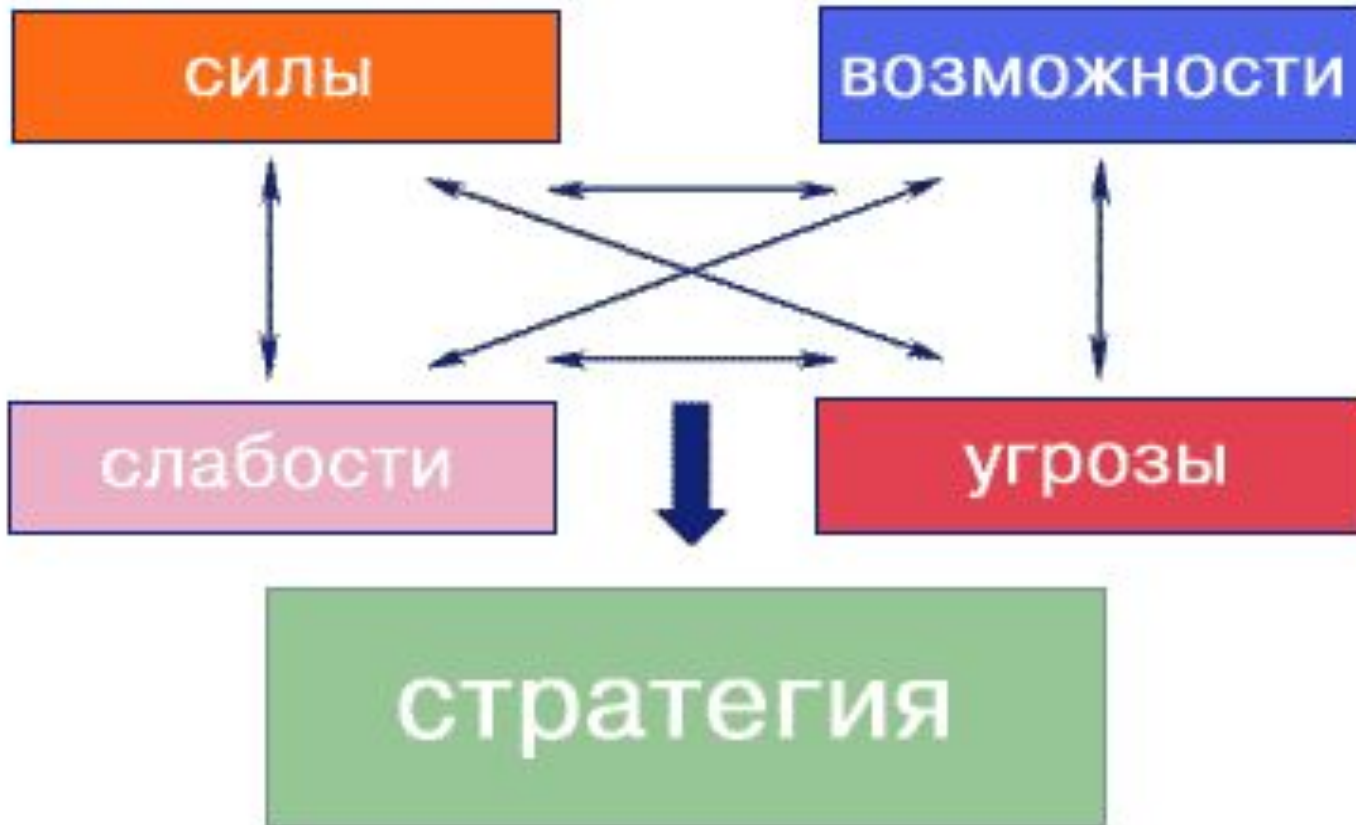 силы
возможности
слабости
угрозы
стратегия